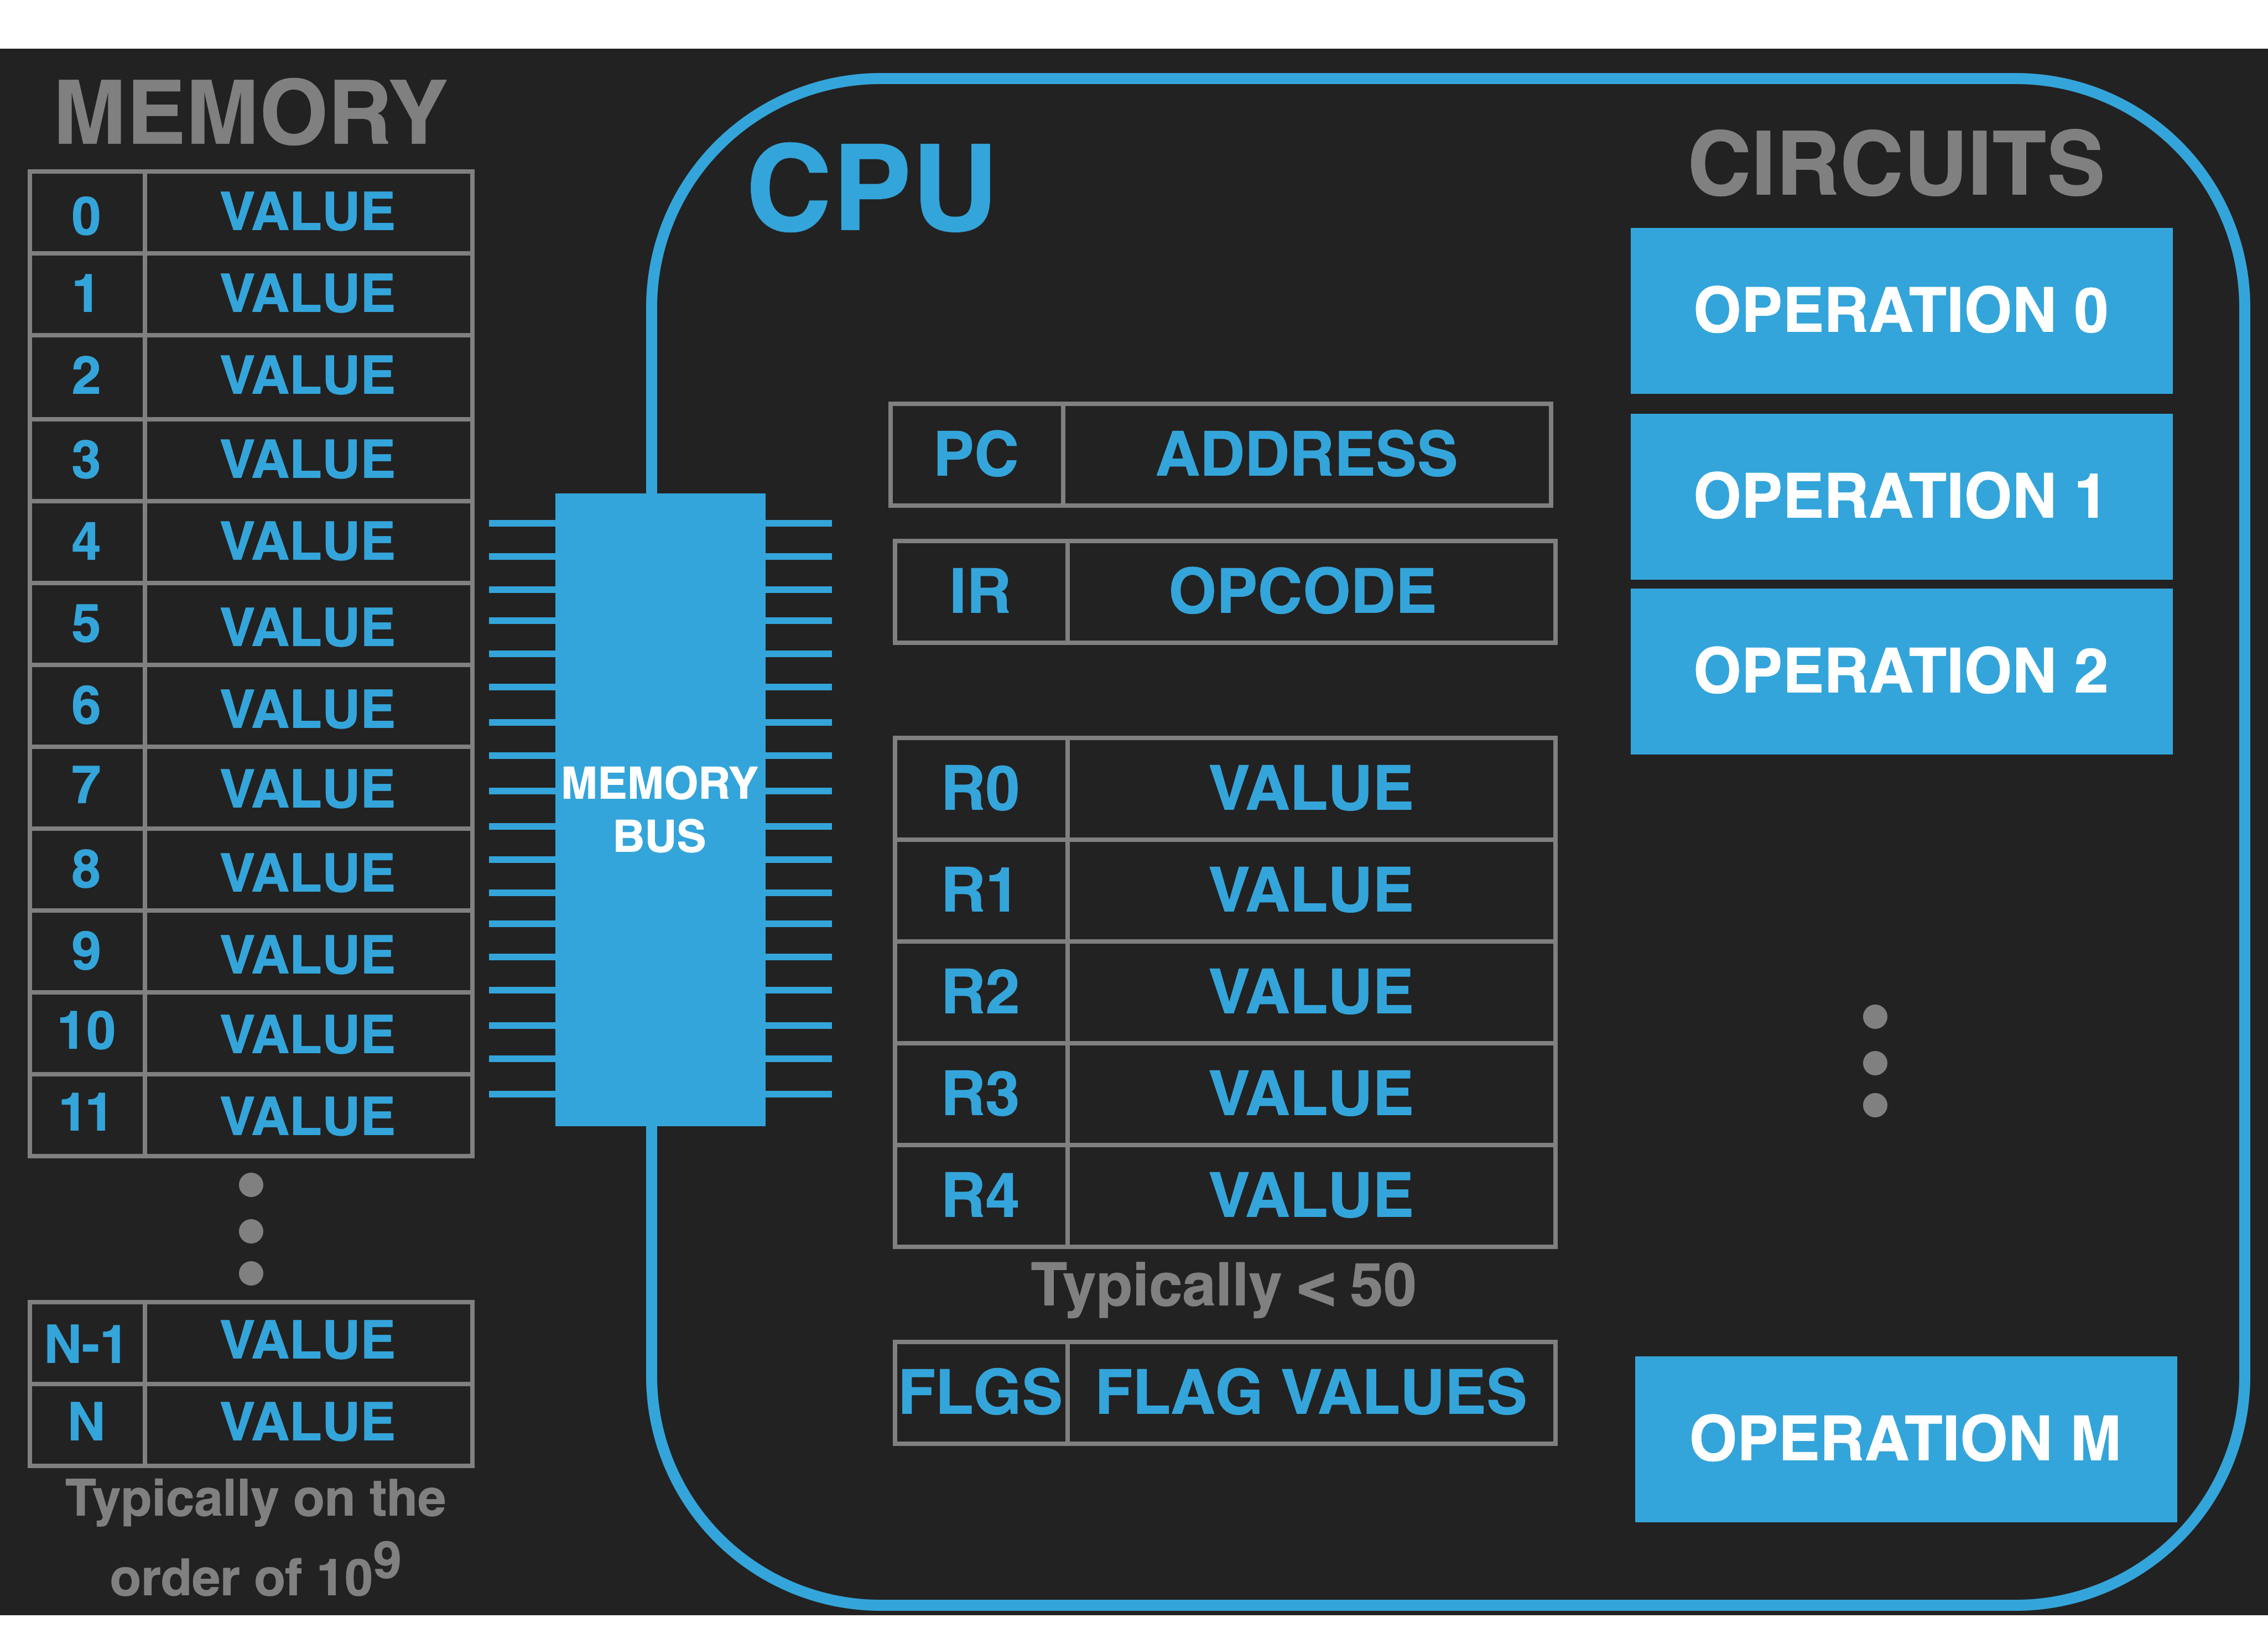 MEMORY
0 VALUE
1 VALUE
2 VALUE
3 VALUE
4 VALUE
5 VALUE
6 VALUE
7 VALUE
8 VALUE
9 VALUE
10 VALUE
11 VALUE
N-1 VALUE
N VALUE
Typically on the
order of 10⁹
MEMORY
BUS
CPU
PC ADDRESS
IR OPCODE
R0 VALUE
R1 VALUE
R2 VALUE
R3 VALUE
R4 VALUE
Typically < 50
FLGS FLAG VALUES
CIRCUITS
OPERATION 0
OPERATION 1
OPERATION 2
OPERATION M